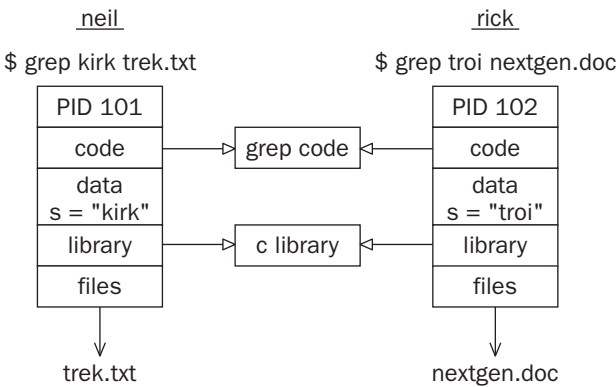 neil
rick
$ grep kirk trek.txt
$ grep troi nextgen.doc
PID 101
PID 102
code
grep code
code
data
s = "kirk"
data
s = "troi"
library
c library
library
files
files
trek.txt
nextgen.doc